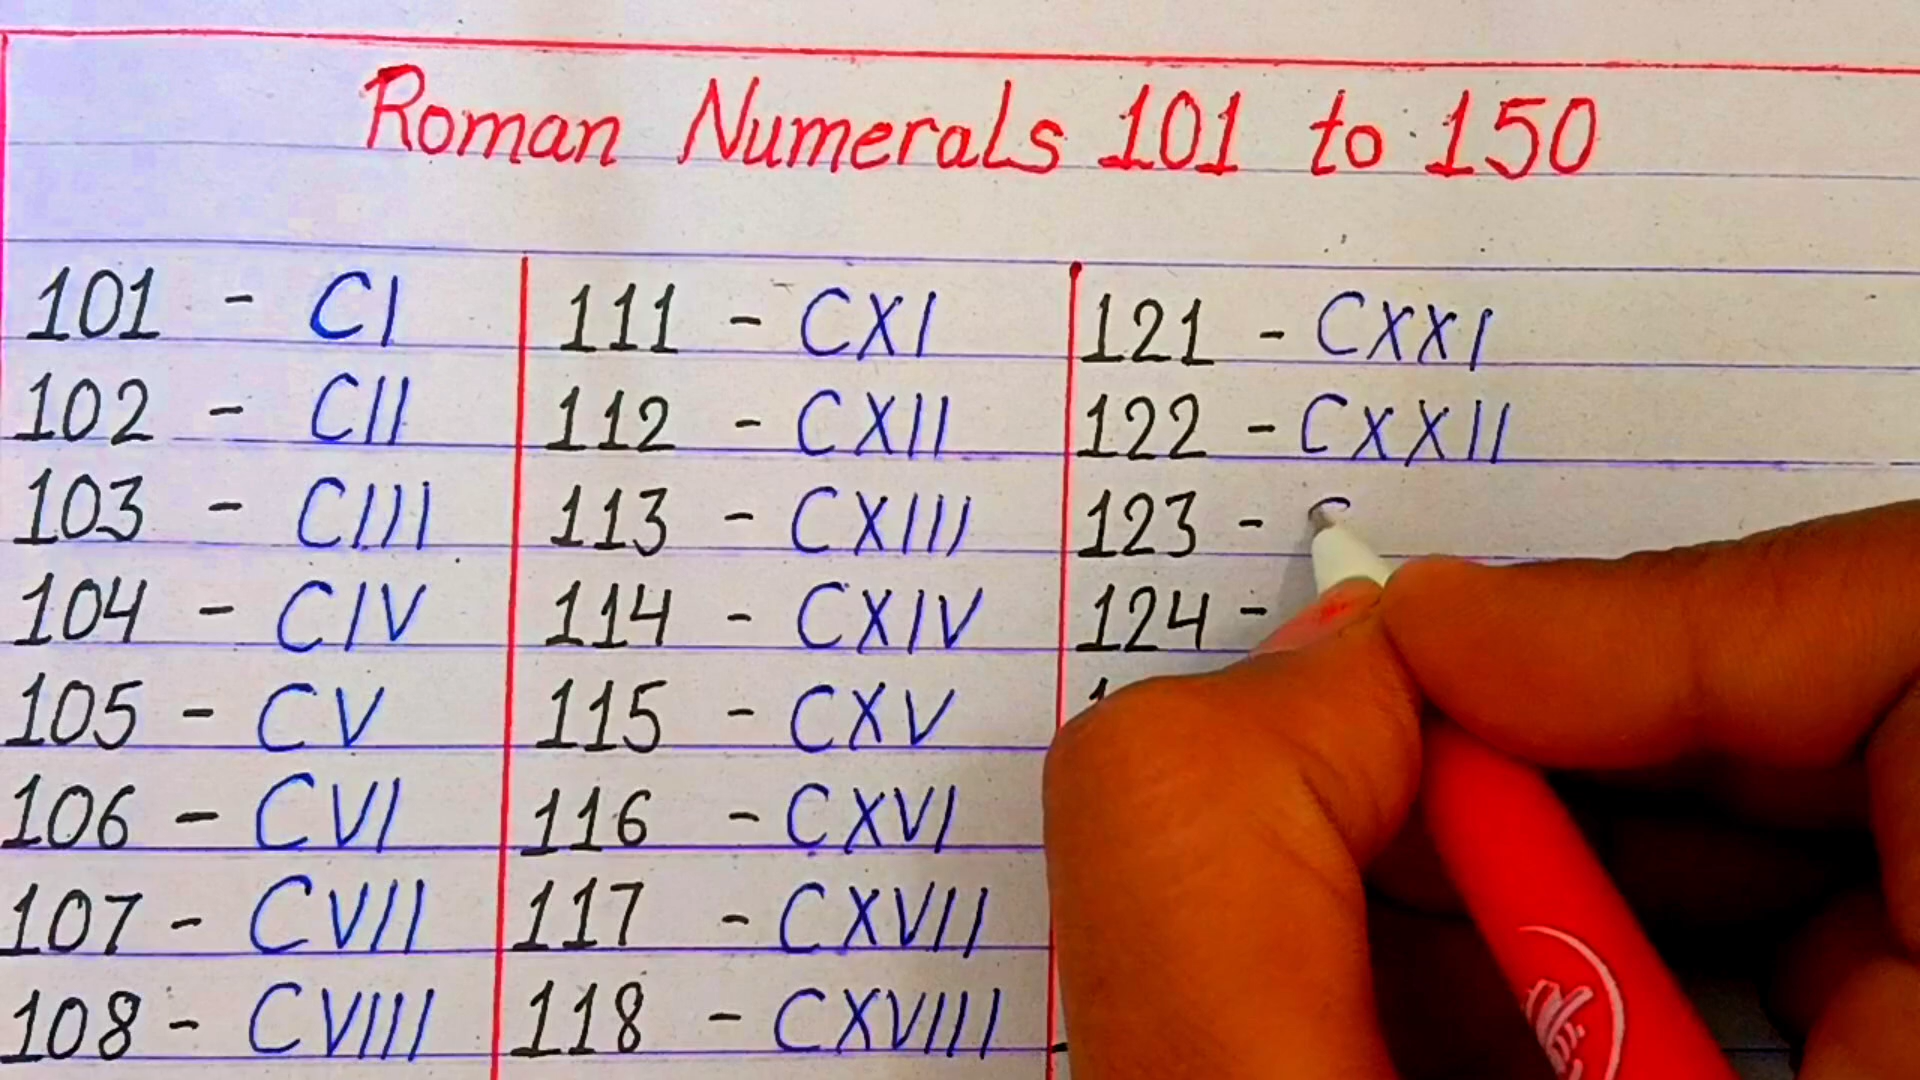 Roman Numerals 101 to 150
101 - CI
102 - CII
103 - CIII
104 - CIV
105 - CV
106 - CVI
107 - CVII
108 - CVIII
111 - CXI
112 - CXII
113 - CXIII
114 - CXIV
115 - CXV
116 - CXVI
117 - CXVII
118 - CXVIII
121 - CXXI
122 - CXXII
123 - C
124 -